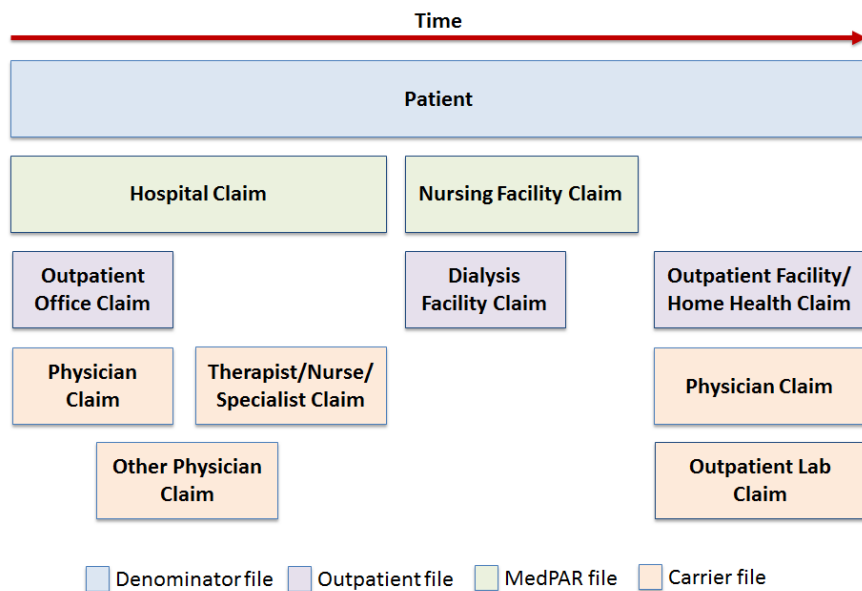 Time
Patient
Hospital Claim
Nursing Facility Claim
Outpatient
Office Claim
Dialysis
Facility Claim
Outpatient Facility/
Home Health Claim
Physician
Claim
Therapist/Nurse/
Specialist Claim
Physician Claim
Other Physician
Claim
Outpatient Lab
Claim
Denominator file
Outpatient file
MedPAR file
Carrier file